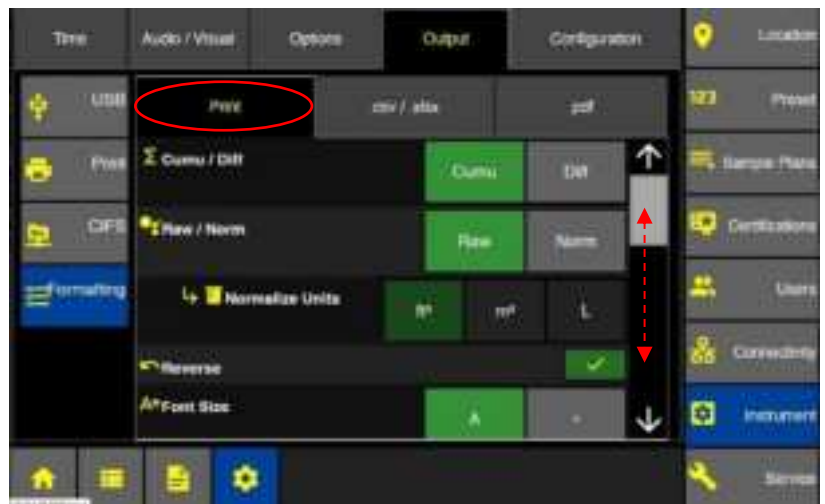 Time Audio / Visual Options Output Configuration Location
USB Print csv / xlsx pdf 123 Preset
Print Σ Cumu / Diff Cumu Diff Sample Plans
CIFS Raw / Norm Raw Norm Certifications
Formatting Normalize Units ft³ m³ L Users
Reverse Connectivity
A Font Size A Instrument
Service